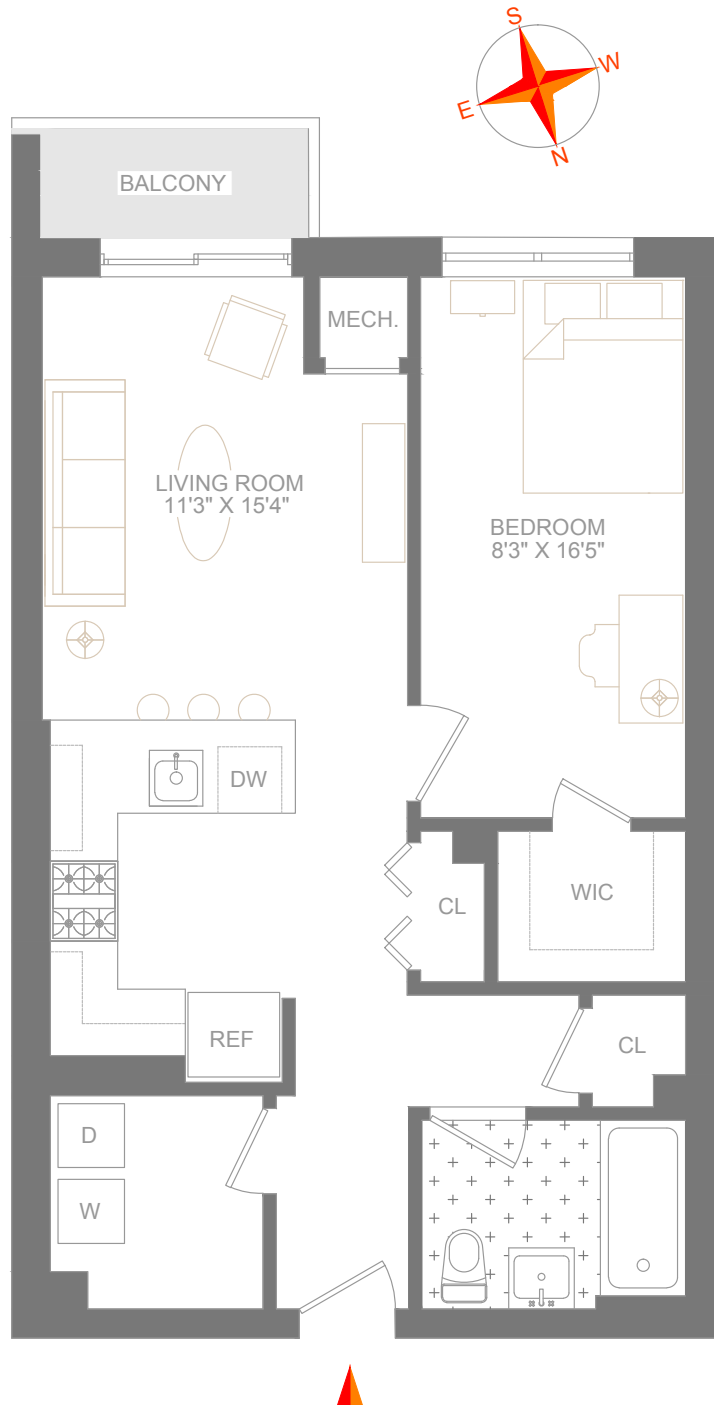 S
W
E
N
BALCONY
MECH.
LIVING ROOM
11'3" X 15'4"
BEDROOM
8'3" X 16'5"
DW
CL
WIC
REF
CL
D
W